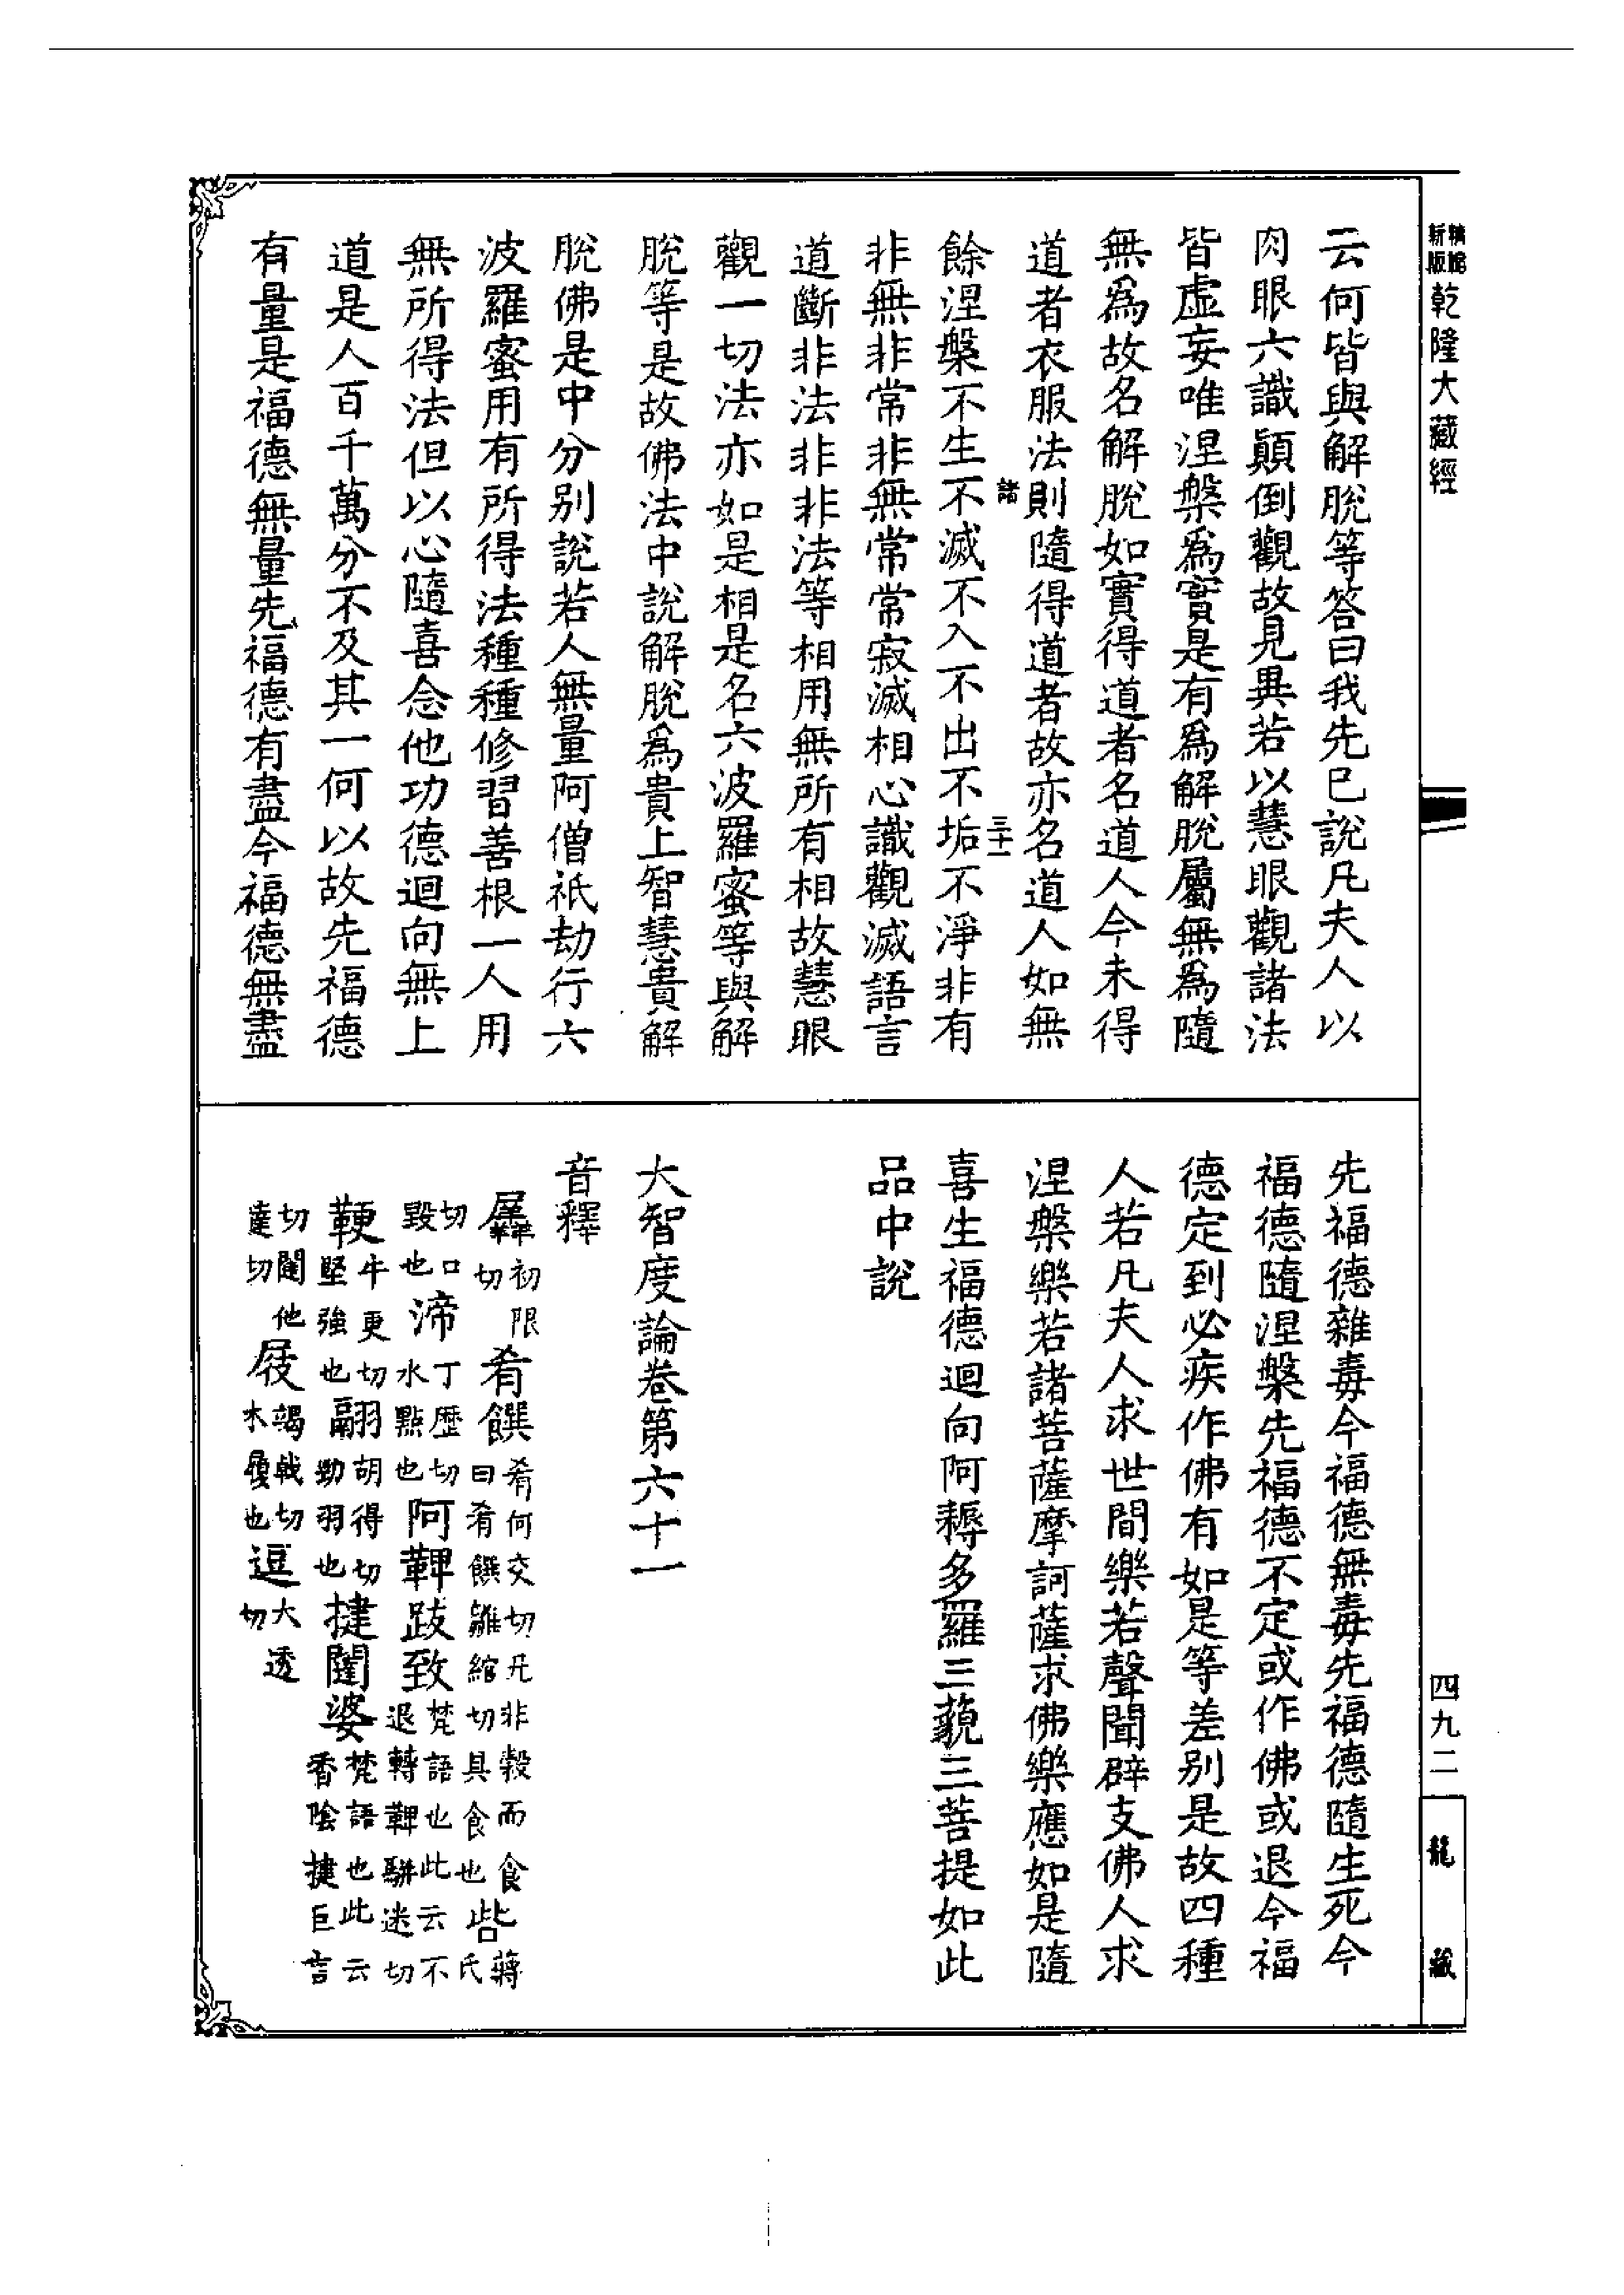 新版
精縮
乾隆大藏經
四九二
龍藏
云何皆與解脫等答曰我先已說凡夫人以
肉眼六識顛倒觀故見異若以慧眼觀諸法
皆虛妄唯涅槃為實是有為解脫屬無為隨
無為故名解脫如實得道者名道人今未得
道者衣服法則隨得道者故亦名道人如無
諸
三十一
餘涅槃不生不滅不入不出不垢不淨非有
非無非常非無常常寂滅相心識觀滅語言
道斷非法非非法等相用無所有相故慧眼
觀一切法亦如是相是名六波羅蜜等與解
脫等是故佛法中說解脫為貴上智慧貴解
脫佛是中分別說若人無量阿僧祇劫行六
波羅蜜用有所得法種種修習善根一人用
無所得法但以心隨喜念他功德迴向無上
道是人百千萬分不及其一何以故先福德
有量是福德無量先福德有盡今福德無盡
先福德雜毒今福德無毒先福德隨生死今
福德隨涅槃先福德不定或作佛或退今福
德定到必疾作佛有如是等差別是故四種
人若凡夫人求世間樂若聲聞辟支佛人求
涅槃樂若諸菩薩摩訶薩求佛樂應如是隨
喜生福德迴向阿耨多羅三藐三菩提如此
品中說
大智度論卷第六十一
音釋
羼初限切肴饌肴何交切凡非穀而食曰肴饌雛綰切具食也呰蔣氏
切口毀也渧丁歷切水點也阿鞞跋致梵語也此云不退轉鞞駢迷切
鞕牛更切堅強也翮胡得切勁羽也揵闥婆梵語也此云香陰揵巨言
切闥他達切屐竭戟切木屨也逗大透切